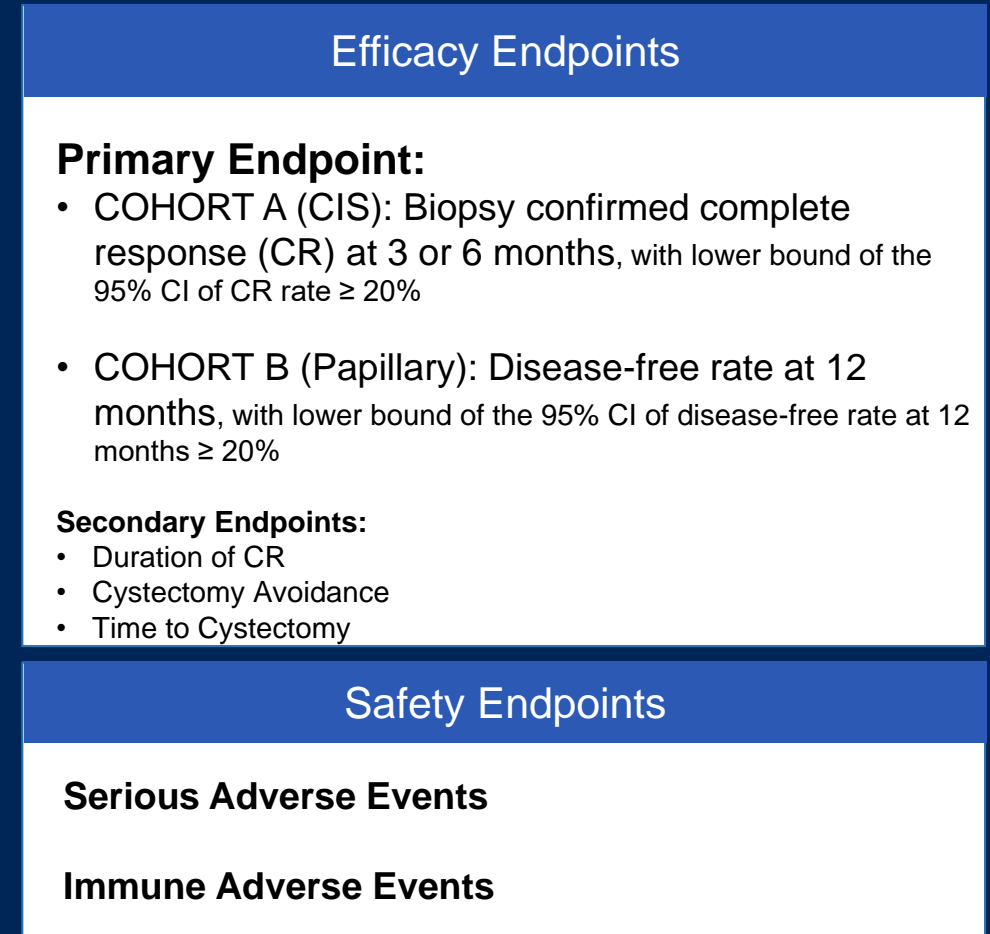 Efficacy Endpoints
Primary Endpoint:
• COHORT A (CIS): Biopsy confirmed complete
response (CR) at 3 or 6 months, with lower bound of the
95% CI of CR rate ≥ 20%
• COHORT B (Papillary): Disease-free rate at 12
months, with lower bound of the 95% CI of disease-free rate at 12
months ≥ 20%
Secondary Endpoints:
• Duration of CR
• Cystectomy Avoidance
• Time to Cystectomy
Safety Endpoints
Serious Adverse Events
Immune Adverse Events